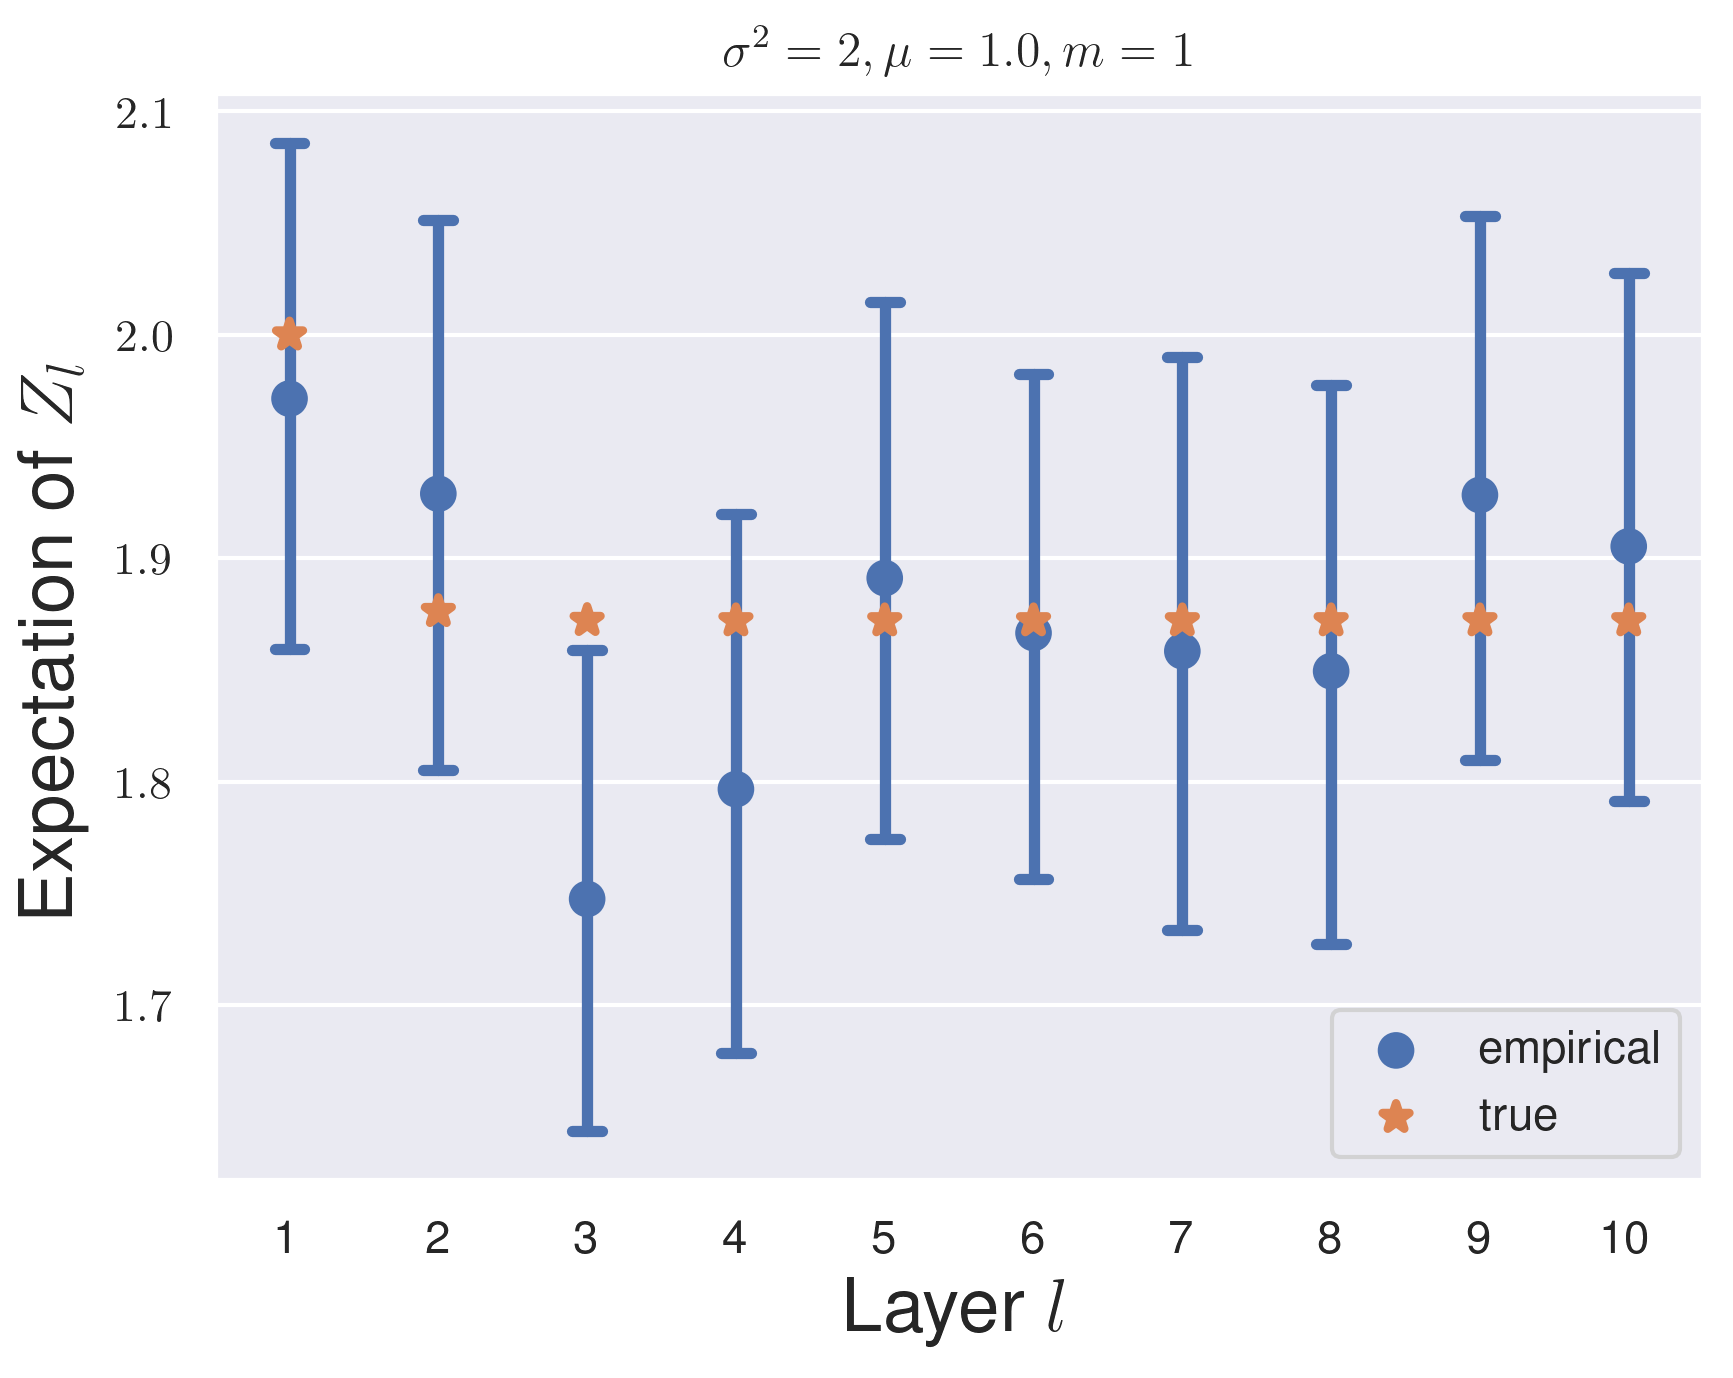 σ² = 2, μ = 1.0, m = 1
2.1
2.0
1.9
1.8
1.7
Expectation of Z_l
1 2 3 4 5 6 7 8 9 10
Layer l
empirical
true